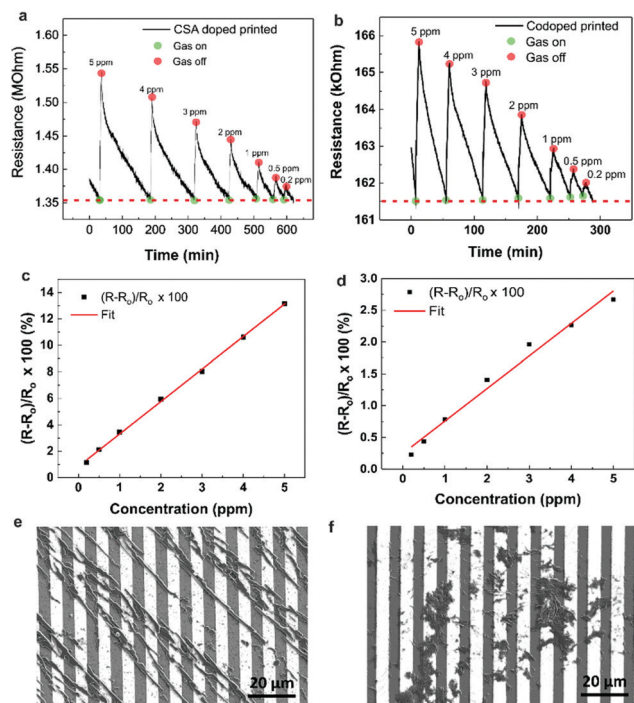 a
CSA doped printed
Gas on
Gas off
5 ppm
4 ppm
3 ppm
2 ppm
1 ppm
0.5 ppm
0.2 ppm
Resistance (MOhm)
1.60
1.55
1.50
1.45
1.40
1.35
0 100 200 300 400 500 600
Time (min)
b
Codoped printed
Gas on
Gas off
5 ppm
4 ppm
3 ppm
2 ppm
1 ppm
0.5 ppm
0.2 ppm
Resistance (kOhm)
166
165
164
163
162
161
0 100 200 300
Time (min)
c
(R-Ro)/Ro x 100
Fit
(R-Ro)/Ro x 100 (%)
14
12
10
8
6
4
2
0
0 1 2 3 4 5
Concentration (ppm)
d
(R-Ro)/Ro x 100
Fit
(R-Ro)/Ro x 100 (%)
3.0
2.5
2.0
1.5
1.0
0.5
0.0
0 1 2 3 4 5
Concentration (ppm)
e
20 µm
f
20 µm